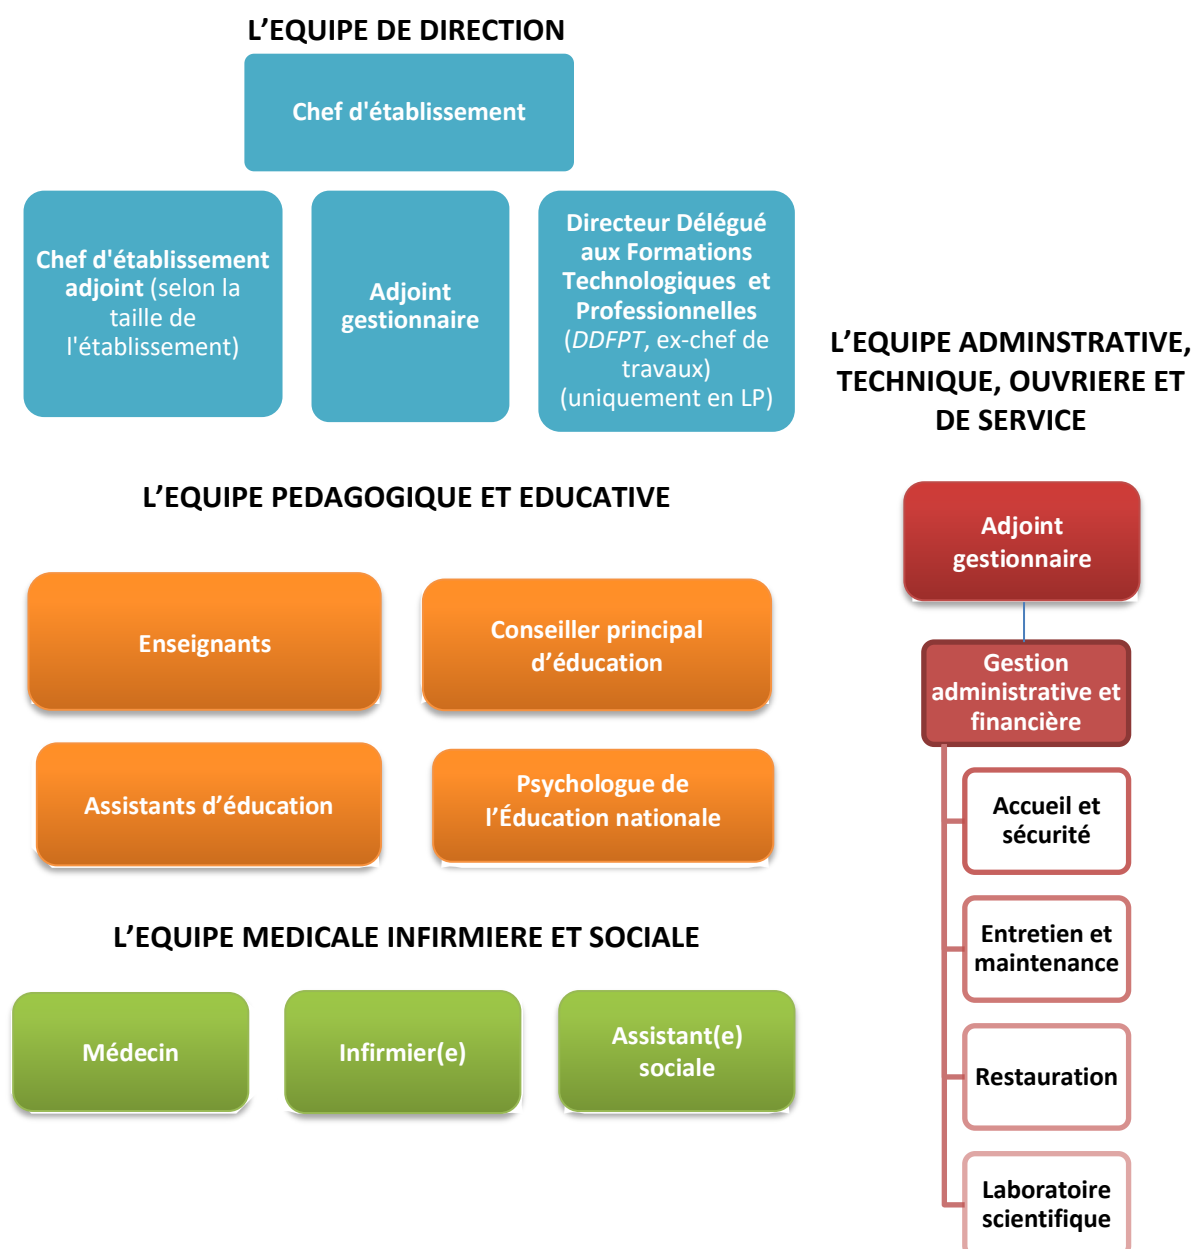 L’EQUIPE DE DIRECTION
Chef d'établissement
Chef d'établissement
adjoint (selon la
taille de
l'établissement)
Adjoint
gestionnaire
Directeur Délégué
aux Formations
Technologiques et
Professionnelles
(DDFPT, ex-chef de
travaux)
(uniquement en LP)
L’EQUIPE ADMINSTRATIVE,
TECHNIQUE, OUVRIERE ET
DE SERVICE
L’EQUIPE PEDAGOGIQUE ET EDUCATIVE
Enseignants
Conseiller principal
d’éducation
Assistants d’éducation
Psychologue de
l’Éducation nationale
L’EQUIPE MEDICALE INFIRMIERE ET SOCIALE
Médecin
Infirmier(e)
Assistant(e)
sociale
Adjoint
gestionnaire
Gestion
administrative et
financière
Accueil et
sécurité
Entretien et
maintenance
Restauration
Laboratoire
scientifique